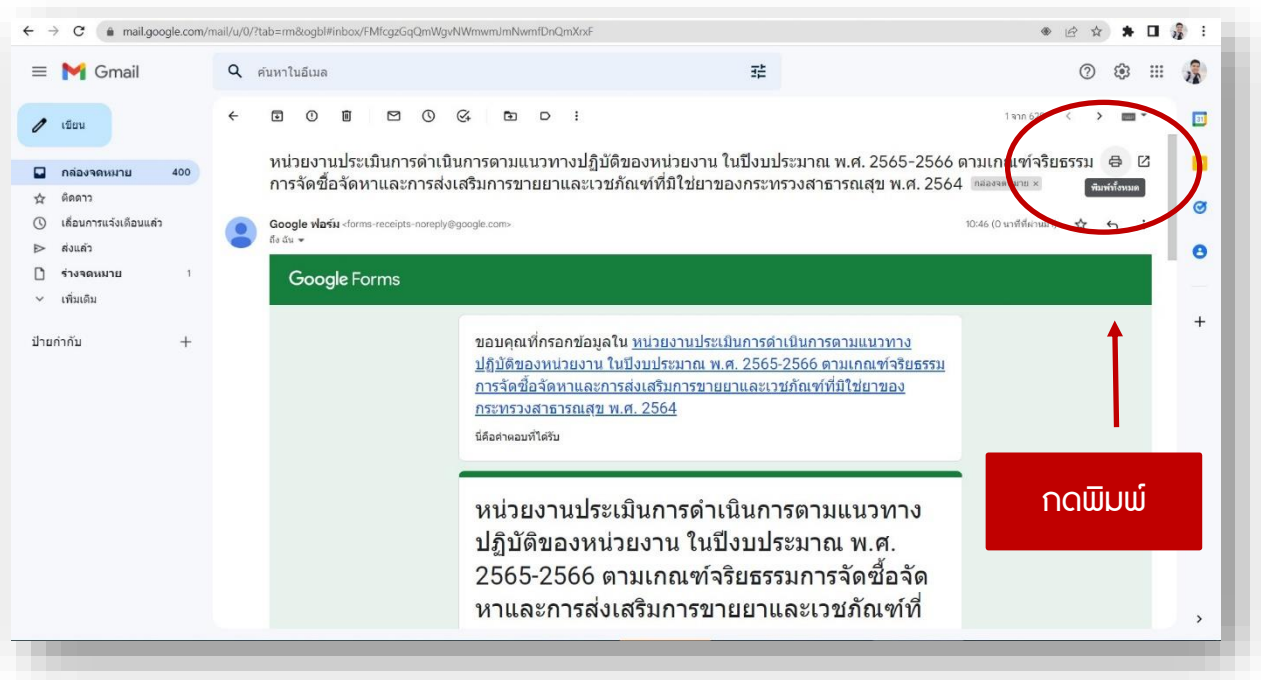 mail.google.com/mail/u/0/?tab=rm&ogbl#inbox/FMfcgzGqQmWgvNWmwmJmNwmfDnQmXrxF
Gmail
ค้นหาในอีเมล
เขียน
1 จาก
กล่องจดหมาย 400
ติดดาว
เลื่อนการแจ้งเตือนแล้ว
ส่งแล้ว
ร่างจดหมาย 1
เพิ่มเติม
ป้ายกำกับ
หน่วยงานประเมินการดำเนินการตามแนวทางปฏิบัติของหน่วยงาน ในปีงบประมาณ พ.ศ. 2565-2566 ตามเกณฑ์จริยธรรม
การจัดซื้อจัดหาและการส่งเสริมการขายยาและเวชภัณฑ์ที่มิใช่ยาของกระทรวงสาธารณสุข พ.ศ. 2564 กล่องจดหมาย ×
พิมพ์ทั้งหมด
Google ฟอร์ม <forms-receipts-noreply@google.com>
10:46 (0 นาทีที่ผ่านมา)
ถึง ฉัน
31
Google Forms
ขอบคุณที่กรอกข้อมูลใน หน่วยงานประเมินการดำเนินการตามแนวทาง
ปฏิบัติของหน่วยงาน ในปีงบประมาณ พ.ศ. 2565-2566 ตามเกณฑ์จริยธรรม
การจัดซื้อจัดหาและการส่งเสริมการขายยาและเวชภัณฑ์ที่มิใช่ยาของ
กระทรวงสาธารณสุข พ.ศ. 2564
นี่คือคำตอบที่ได้รับ
หน่วยงานประเมินการดำเนินการตามแนวทาง
ปฏิบัติของหน่วยงาน ในปีงบประมาณ พ.ศ.
2565-2566 ตามเกณฑ์จริยธรรมการจัดซื้อจัด
หาและการส่งเสริมการขายยาและเวชภัณฑ์ที่
กดพิมพ์